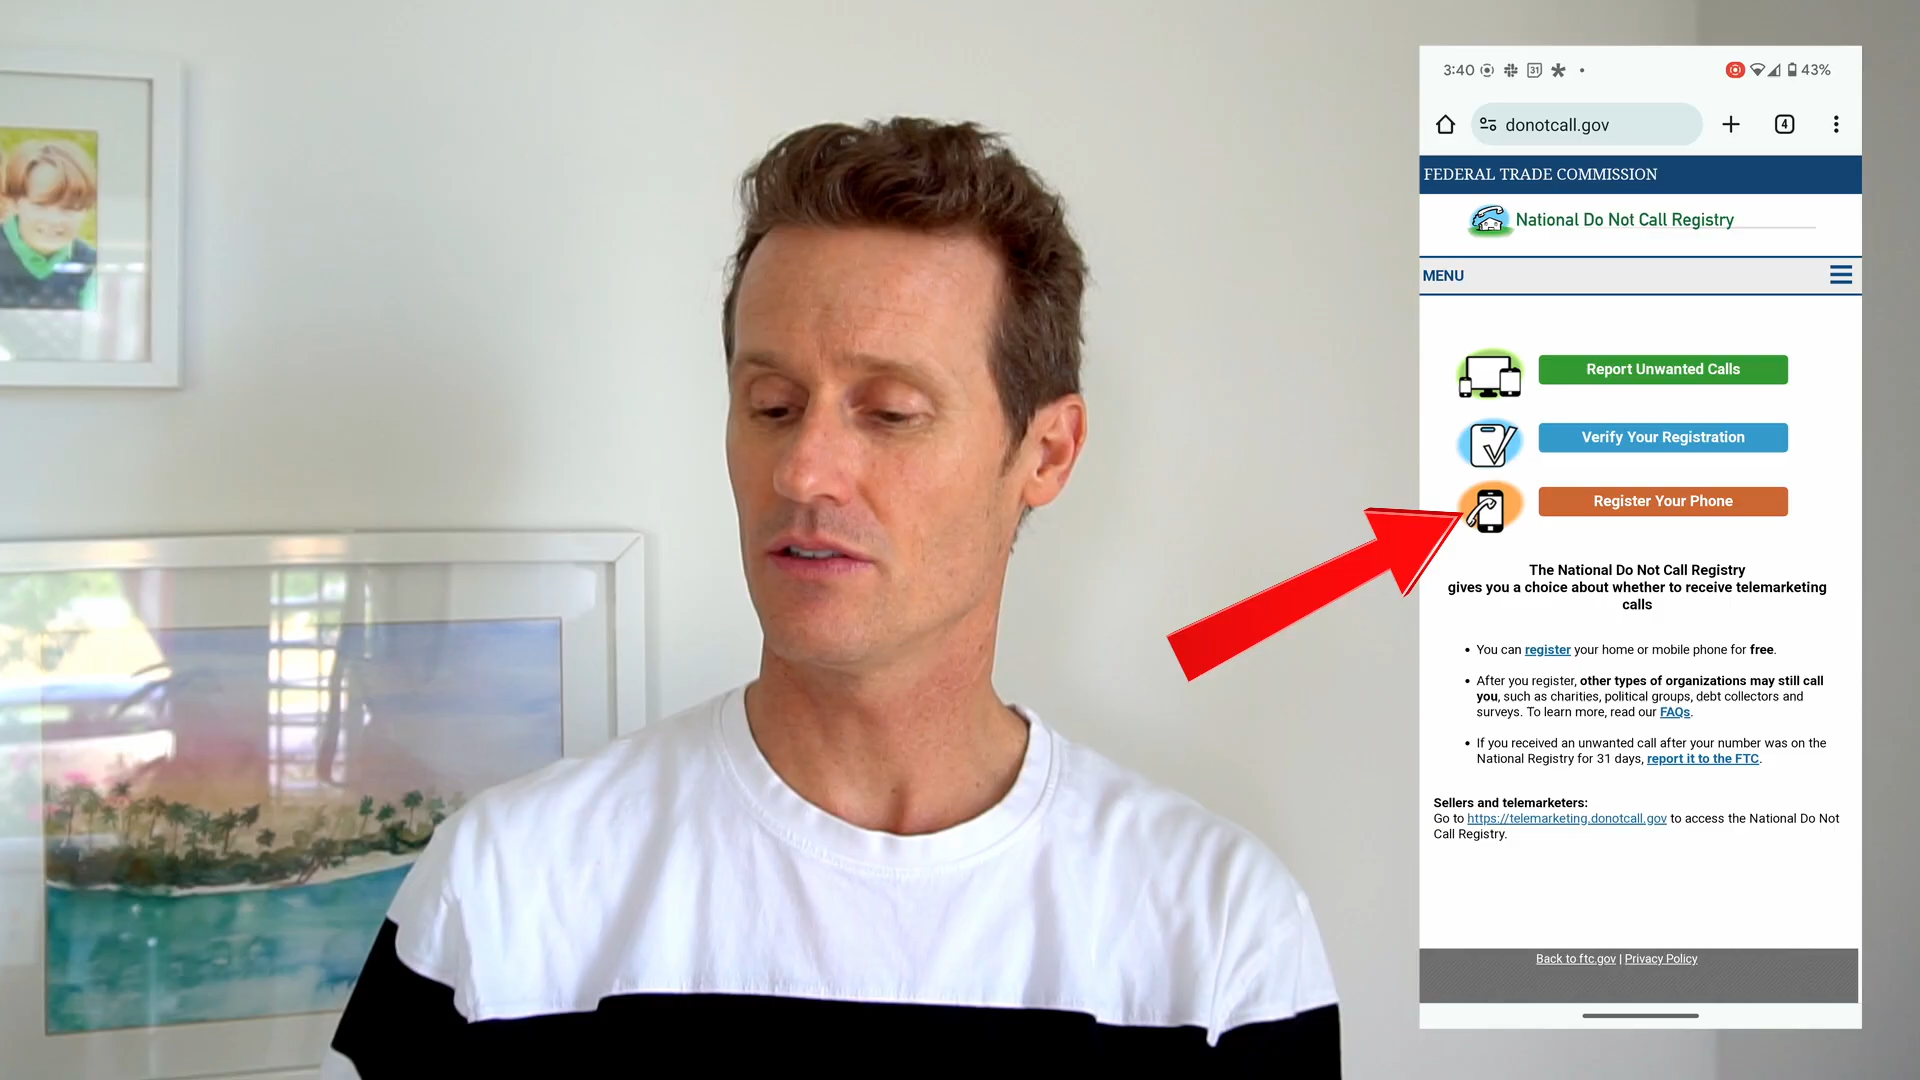 3:40 31 43%
donotcall.gov 4
FEDERAL TRADE COMMISSION
National Do Not Call Registry
MENU
Report Unwanted Calls
Verify Your Registration
Register Your Phone
The National Do Not Call Registry
gives you a choice about whether to receive telemarketing
calls
• You can register your home or mobile phone for free.
• After you register, other types of organizations may still call
you, such as charities, political groups, debt collectors and
surveys. To learn more, read our FAQs.
• If you received an unwanted call after your number was on the
National Registry for 31 days, report it to the FTC.
Sellers and telemarketers:
Go to https://telemarketing.donotcall.gov to access the National Do Not
Call Registry.
Back to ftc.gov | Privacy Policy